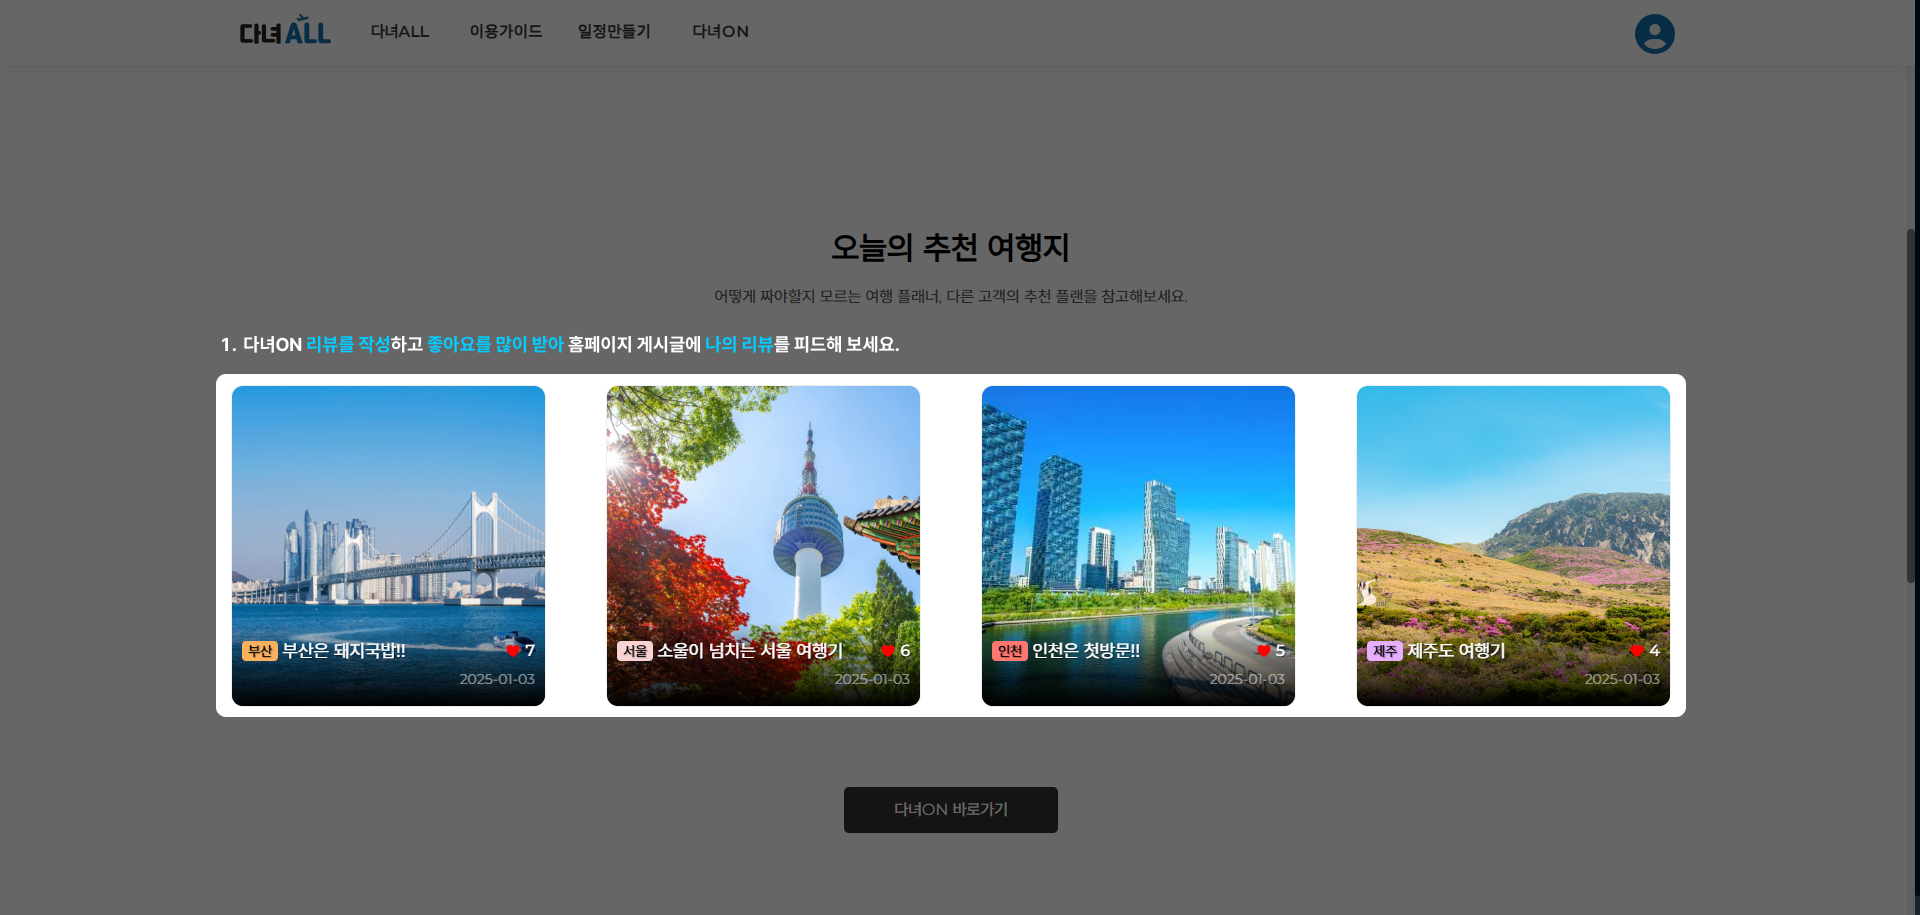 다녀ALL
다녀ALL 이용가이드 일정만들기 다녀ON
오늘의 추천 여행지
어떻게 짜야할지 모르는 여행 플래너, 다른 고객의 추천 플랜을 참고해보세요.
1. 다녀ON 리뷰를 작성하고 좋아요를 많이 받아 홈페이지 게시글에 나의 리뷰를 피드해 보세요.
부산 부산은 돼지국밥!! 7
2025-01-03
서울 소울이 넘치는 서울 여행기 6
2025-01-03
인천 인천은 첫방문!! 5
2025-01-03
제주 제주도 여행기 4
2025-01-03
다녀ON 바로가기